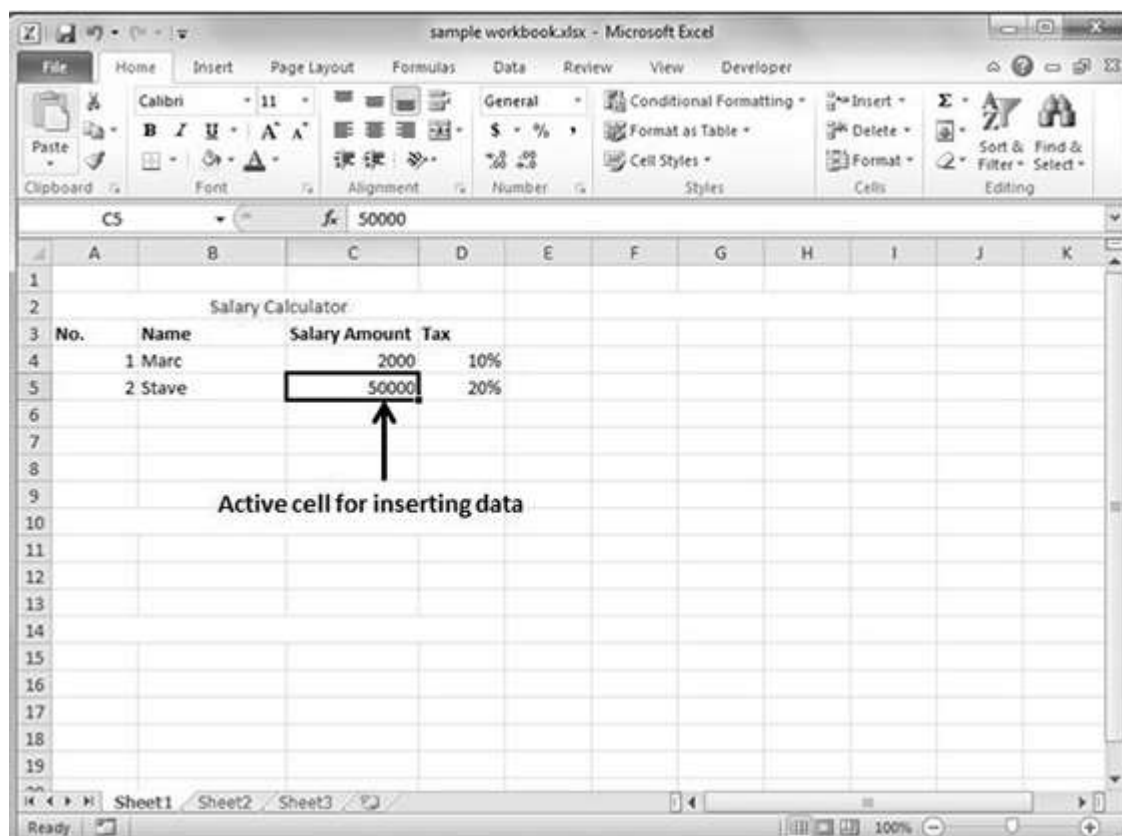 sample workbook.xlsx - Microsoft Excel
File Home Insert Page Layout Formulas Data Review View Developer
Calibri 11 General Conditional Formatting Insert Σ
Paste B I U A A $ % , Format as Table Delete Sort & Filter Find & Select
A Cell Styles Format
Clipboard Font Alignment Number Styles Cells Editing
C5 fx 50000
A B C D E F G H I J K
1
2 Salary Calculator
3 No. Name Salary Amount Tax
4 1 Marc 2000 10%
5 2 Stave 50000 20%
6
7
8
9 Active cell for inserting data
10
11
12
13
14
15
16
17
18
19
Sheet1 Sheet2 Sheet3
Ready 100%